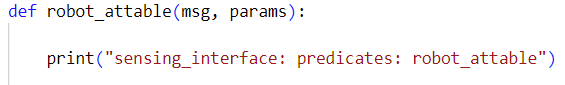 def robot_attable(msg, params):
print("sensing_interface: predicates: robot_attable")